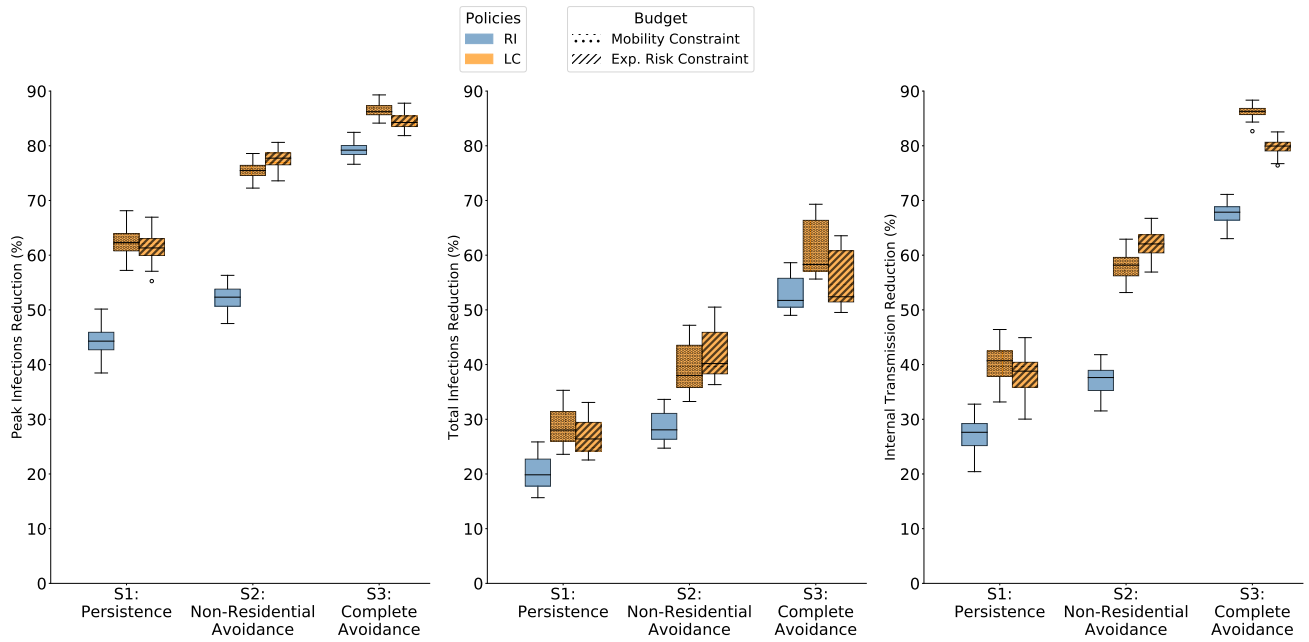 Policies
RI
LC
Budget
Mobility Constraint
Exp. Risk Constraint
Peak Infections Reduction (%)
90
80
70
60
50
40
30
20
10
0
S1:
Persistence
S2:
Non-Residential
Avoidance
S3:
Complete
Avoidance
Total Infections Reduction (%)
90
80
70
60
50
40
30
20
10
0
S1:
Persistence
S2:
Non-Residential
Avoidance
S3:
Complete
Avoidance
Internal Transmission Reduction (%)
90
80
70
60
50
40
30
20
10
0
S1:
Persistence
S2:
Non-Residential
Avoidance
S3:
Complete
Avoidance